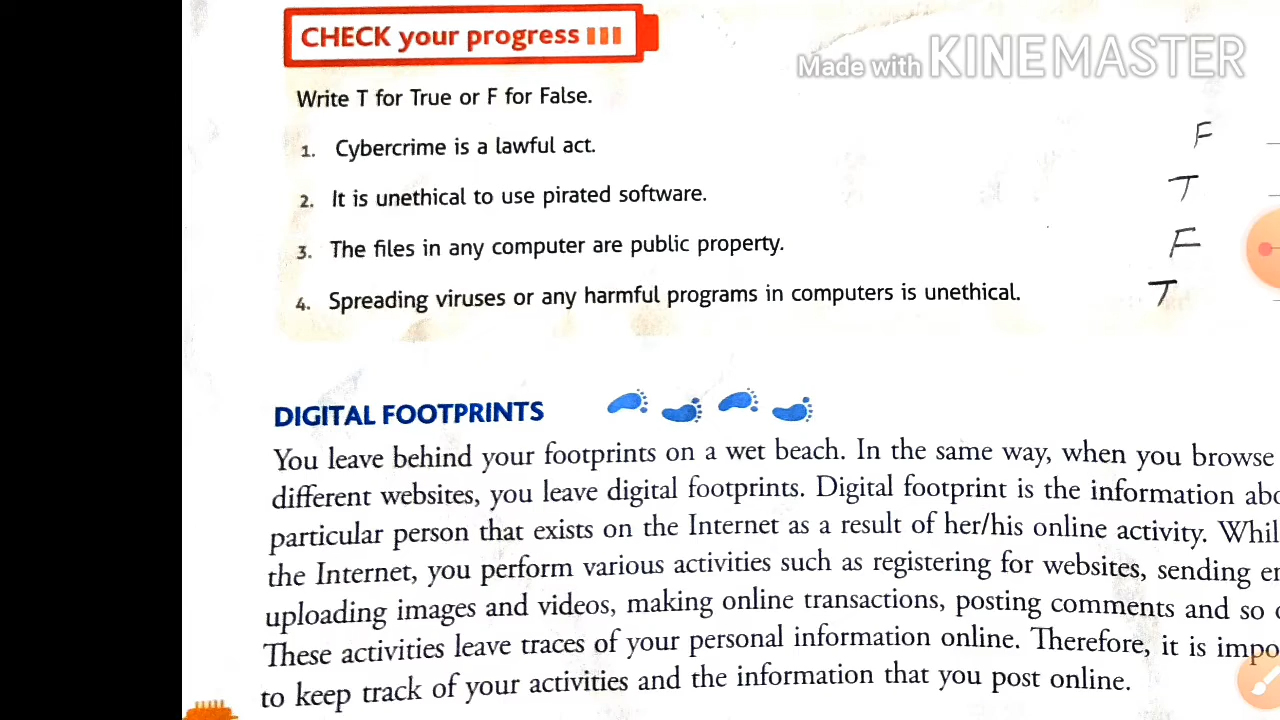 CHECK your progress
Made with KINEMASTER
Write T for True or F for False.
1. Cybercrime is a lawful act. F
2. It is unethical to use pirated software. T
3. The files in any computer are public property. F
4. Spreading viruses or any harmful programs in computers is unethical. T
DIGITAL FOOTPRINTS
You leave behind your footprints on a wet beach. In the same way, when you browse
different websites, you leave digital footprints. Digital footprint is the information
particular person that exists on the Internet as a result of her/his online activity.
the Internet, you perform various activities such as registering for websites, sending
uploading images and videos, making online transactions, posting comments and so
These activities leave traces of your personal information online. Therefore, it is
to keep track of your activities and the information that you post online.